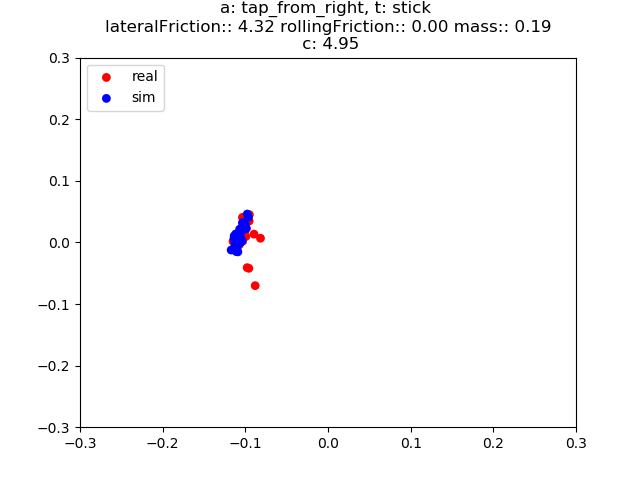 a: tap_from_right, t: stick
lateralFriction:: 4.32 rollingFriction:: 0.00 mass:: 0.19
c: 4.95
real
sim
0.3
0.2
0.1
0.0
−0.1
−0.2
−0.3
−0.3
−0.2
−0.1
0.0
0.1
0.2
0.3